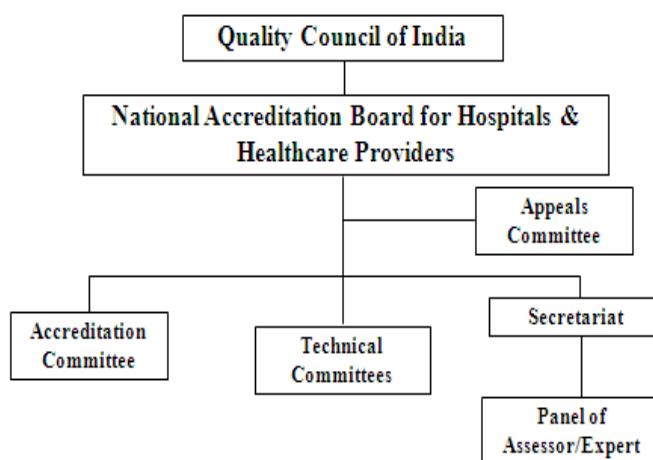 Quality Council of India
National Accreditation Board for Hospitals &
Healthcare Providers
Appeals
Committee
Accreditation
Committee
Technical
Committees
Secretariat
Panel of
Assessor/Expert